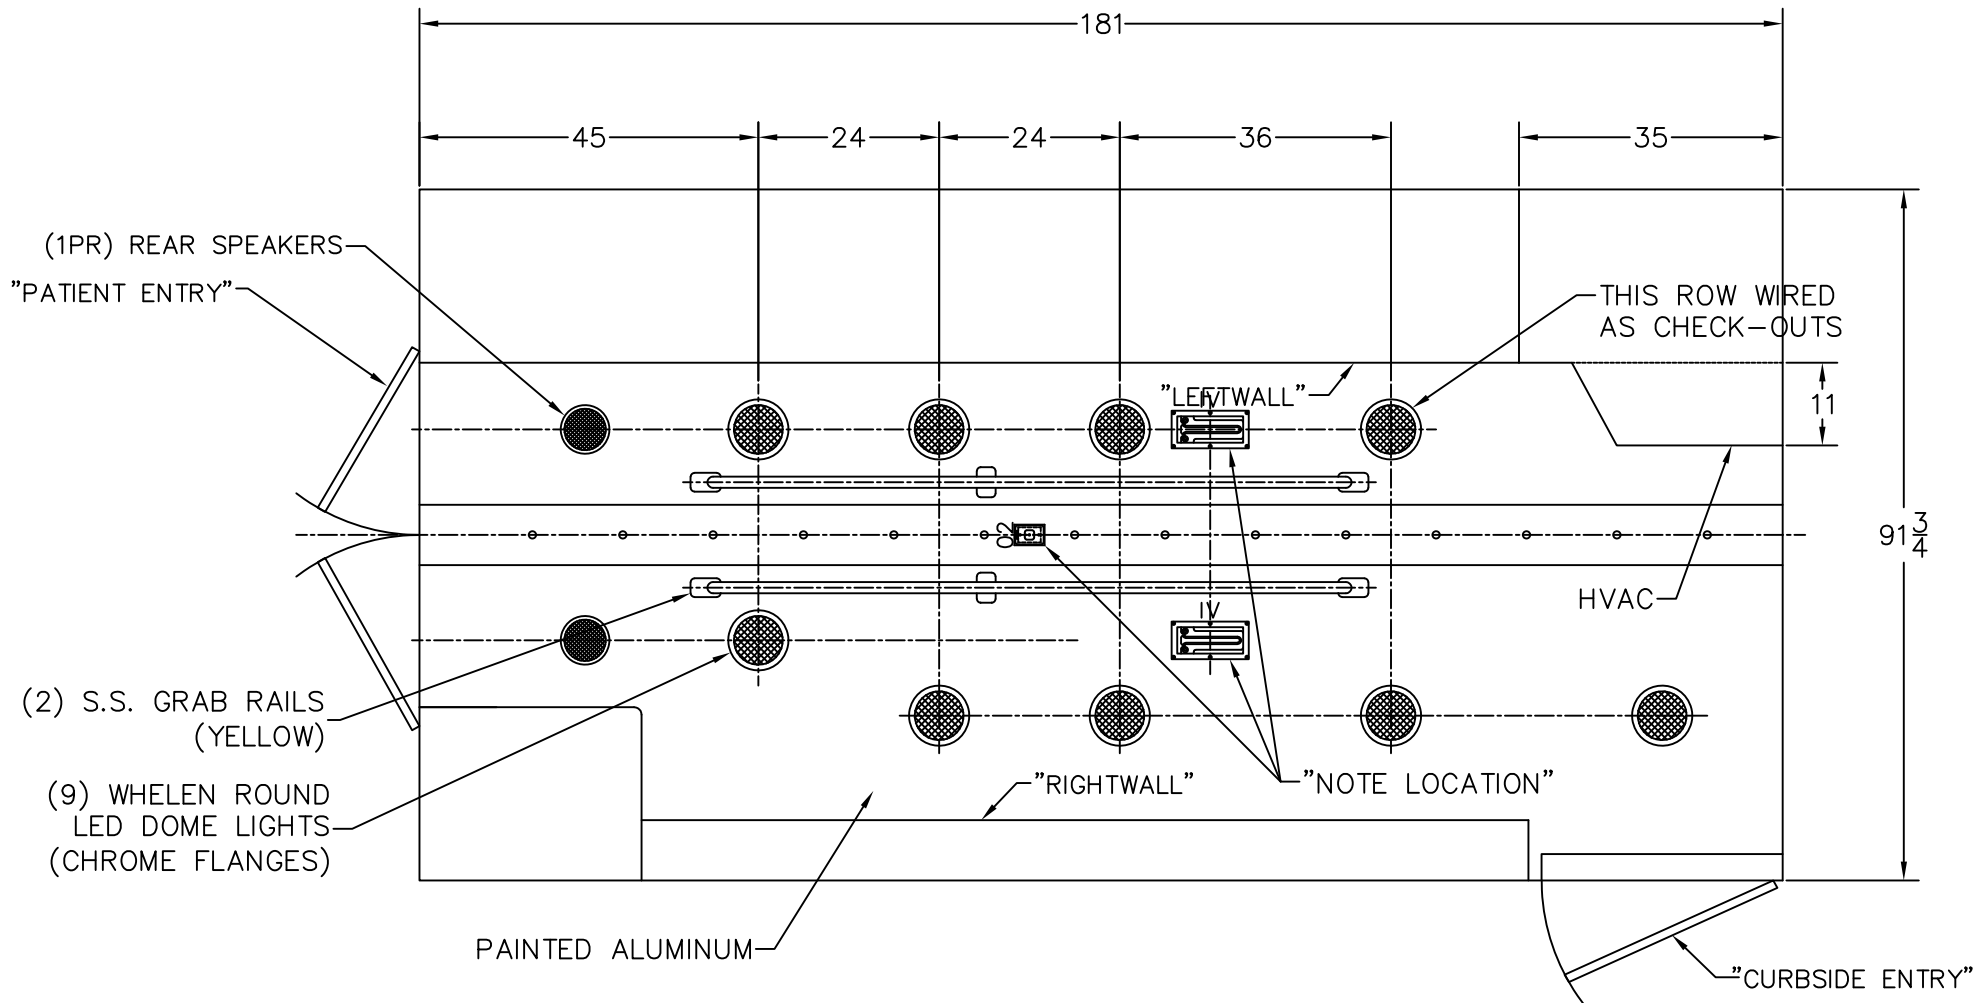 181
45
24
24
36
35
(1PR) REAR SPEAKERS
"PATIENT ENTRY"
THIS ROW WIRED
AS CHECK-OUTS
"LEFTWALL"
IV
11
O2
91 3/4
HVAC
IV
(2) S.S. GRAB RAILS
(YELLOW)
"RIGHTWALL"
"NOTE LOCATION"
(9) WHELEN ROUND
LED DOME LIGHTS
(CHROME FLANGES)
PAINTED ALUMINUM
"CURBSIDE ENTRY"